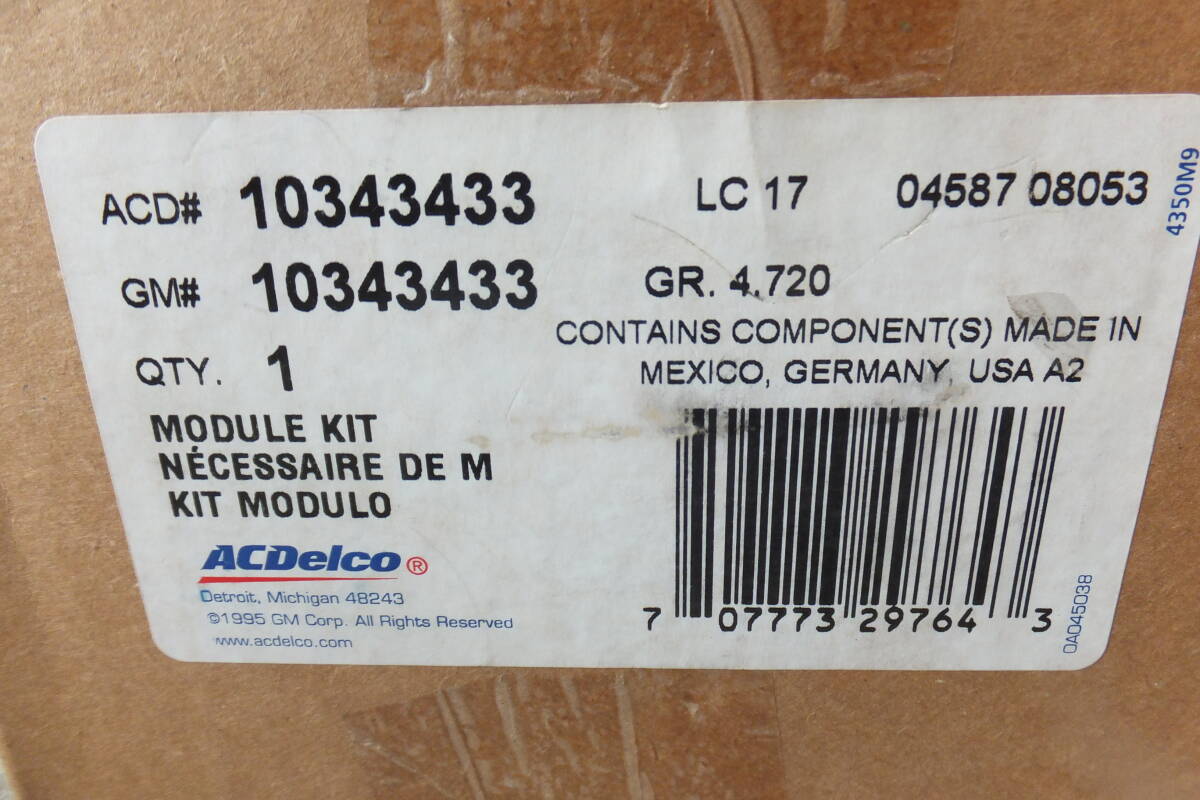 ACD# 10343433 LC 17 04587 08053
4350M9
GM# 10343433 GR. 4.720
CONTAINS COMPONENT(S) MADE IN
MEXICO, GERMANY, USA A2
QTY. 1
MODULE KIT
NÉCESSAIRE DE M
KIT MODULO
ACDelco®
Detroit, Michigan 48243
©1995 GM Corp. All Rights Reserved
www.acdelco.com
7 07773 29764 3
0A045038